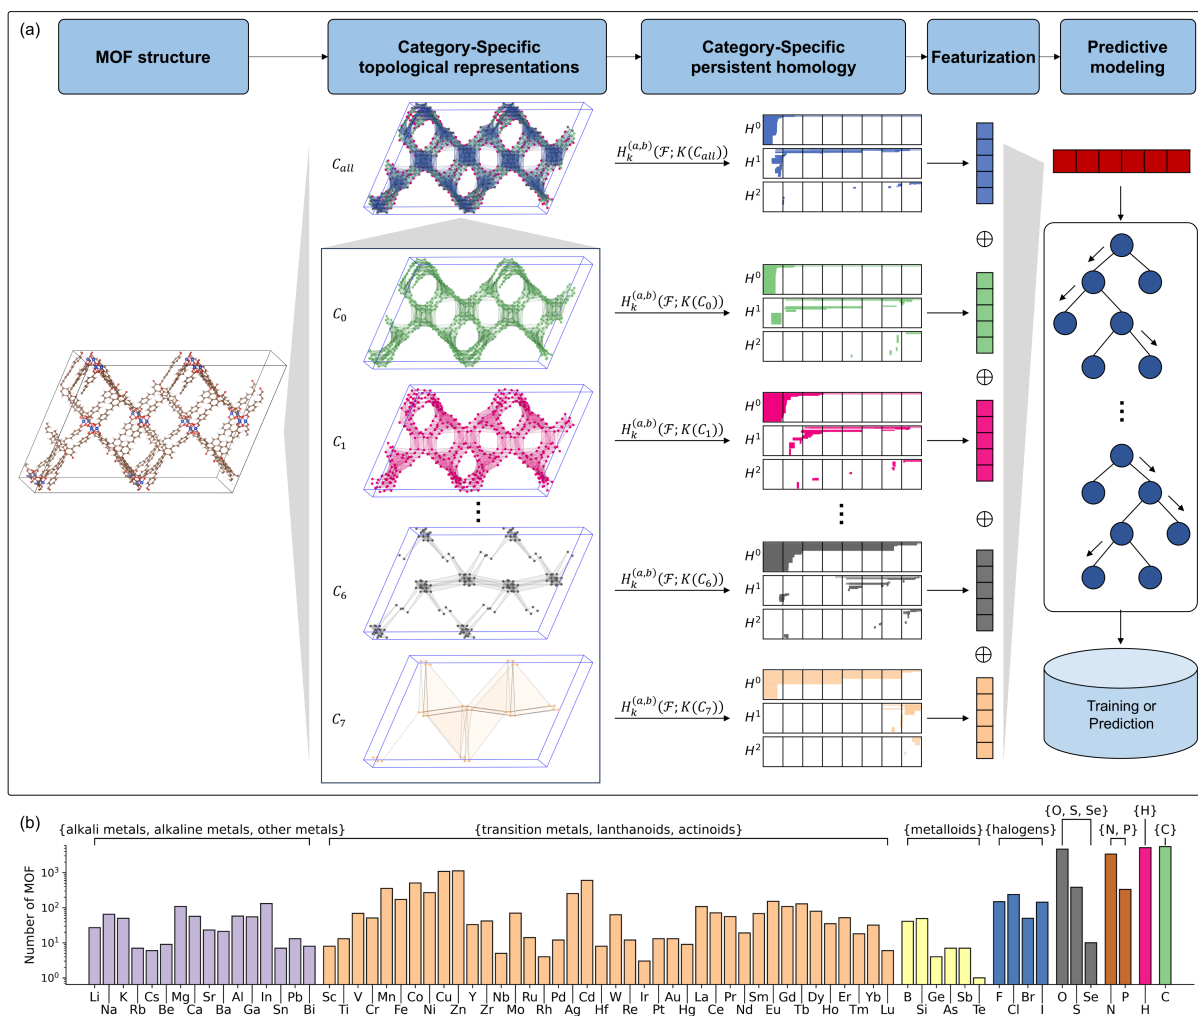 (a)
MOF structure
Category-Specific
topological representations
Category-Specific
persistent homology
Featurization
Predictive
modeling
C_all
H_k^(a,b)(ℱ; K(C_all))
H^0
H^1
H^2
C_0
H_k^(a,b)(ℱ; K(C_0))
H^0
H^1
H^2
C_1
H_k^(a,b)(ℱ; K(C_1))
H^0
H^1
H^2
C_6
H_k^(a,b)(ℱ; K(C_6))
H^0
H^1
H^2
C_7
H_k^(a,b)(ℱ; K(C_7))
H^0
H^1
H^2
Training or
Prediction
(b)
{alkali metals, alkaline metals, other metals}
{transition metals, lanthanoids, actinoids}
{metalloids}
{halogens}
{O, S, Se}
{N, P}
{H}
{C}
Number of MOF
10^3
10^2
10^1
10^0
Li Na K Rb Cs Be Mg Ca Sr Ba Al Ga In Sn Pb Bi Sc Ti V Cr Mn Fe Co Ni Cu Zn Y Zr Nb Mo Ru Rh Pd Ag Cd Hf W Re Ir Pt Au Hg La Ce Pr Nd Sm Eu Gd Tb Dy Ho Er Tm Yb Lu B Si Ge As Sb Te F Cl Br I O S Se N P H C